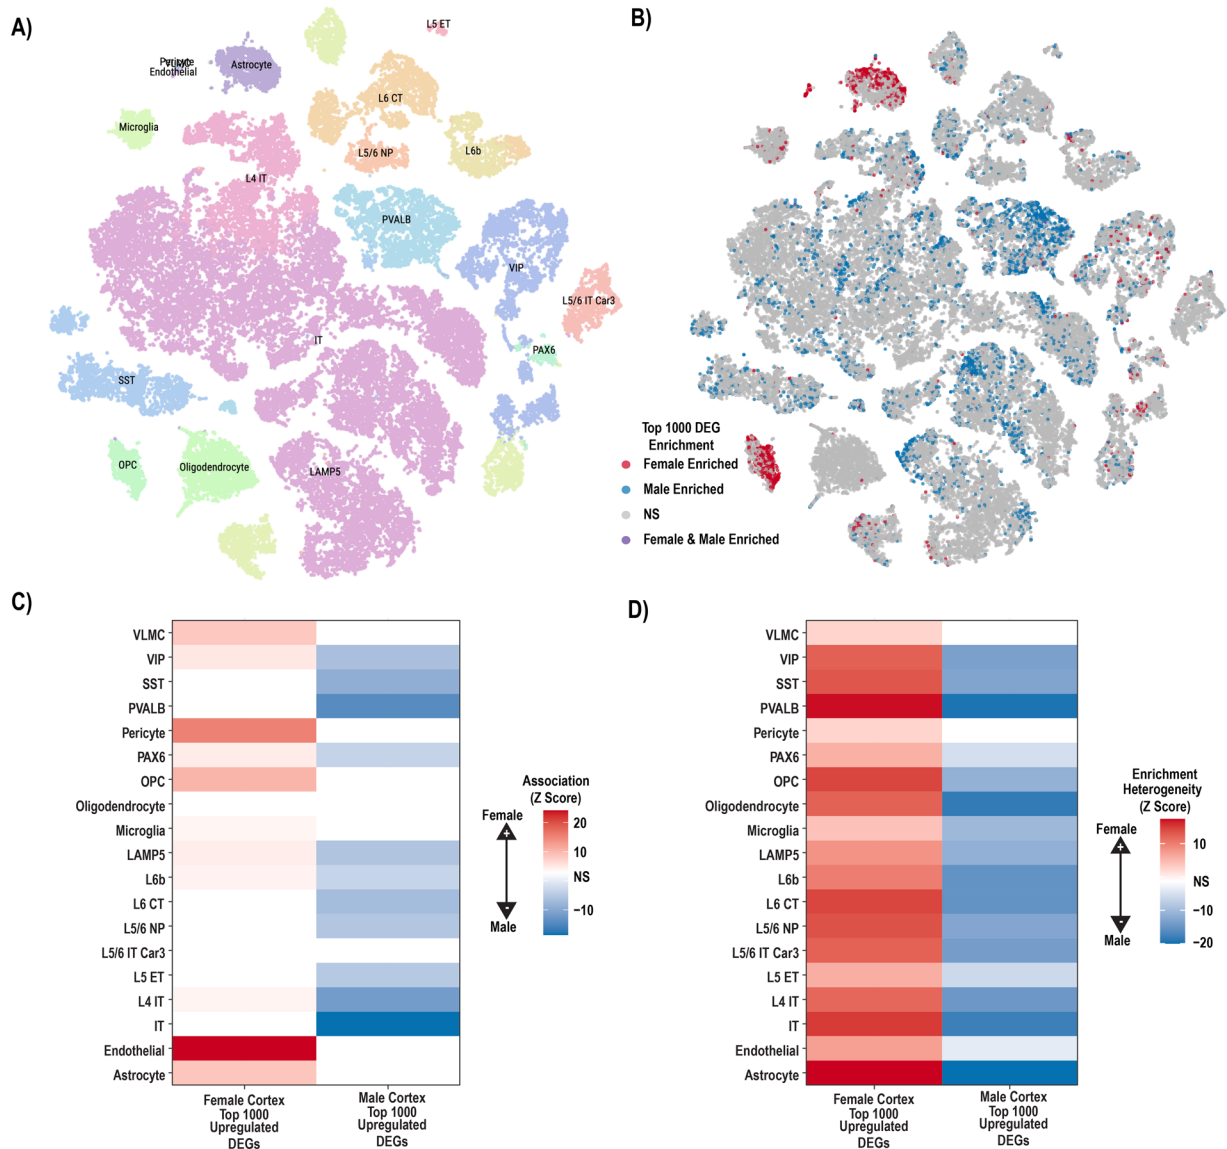 A)
L5 ET
Pericyte
VLMC
Endothelial
Astrocyte
L6 CT
Microglia
L5/6 NP
L6b
L4 IT
PVALB
VIP
L5/6 IT Car3
IT
PAX6
SST
OPC
Oligodendrocyte
LAMP5
B)
Top 1000 DEG
Enrichment
Female Enriched
Male Enriched
NS
Female & Male Enriched
C)
VLMC
VIP
SST
PVALB
Pericyte
PAX6
OPC
Oligodendrocyte
Microglia
LAMP5
L6b
L6 CT
L5/6 NP
L5/6 IT Car3
L5 ET
L4 IT
IT
Endothelial
Astrocyte
Female Cortex
Top 1000
Upregulated
DEGs
Male Cortex
Top 1000
Upregulated
DEGs
Association
(Z Score)
Female
+
-
Male
20
10
NS
−10
D)
VLMC
VIP
SST
PVALB
Pericyte
PAX6
OPC
Oligodendrocyte
Microglia
LAMP5
L6b
L6 CT
L5/6 NP
L5/6 IT Car3
L5 ET
L4 IT
IT
Endothelial
Astrocyte
Female Cortex
Top 1000
Upregulated
DEGs
Male Cortex
Top 1000
Upregulated
DEGs
Enrichment
Heterogeneity
(Z Score)
Female
+
-
Male
10
NS
−10
−20